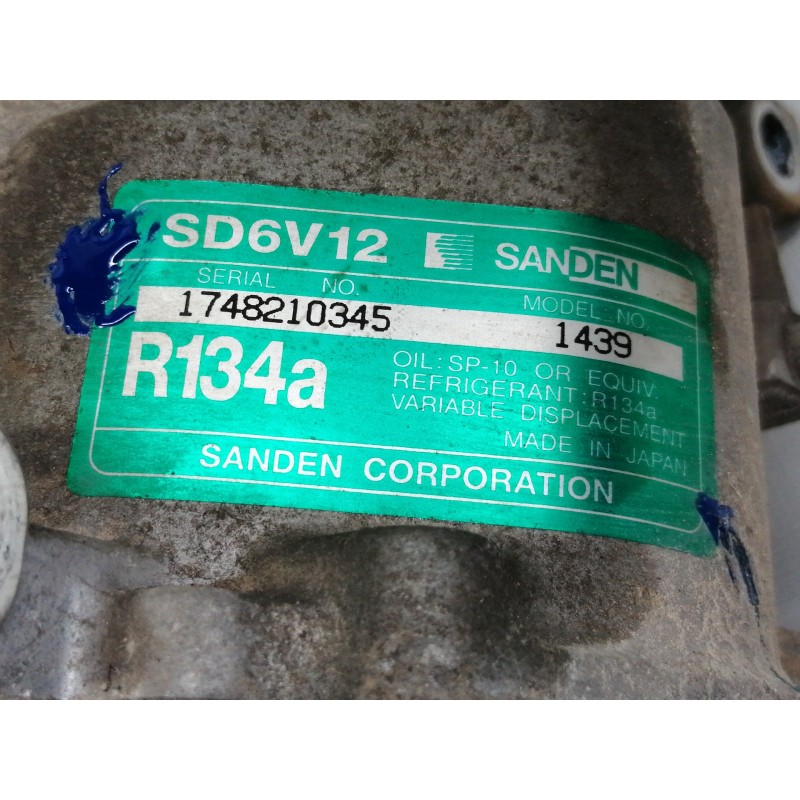 SD6V12 SANDEN
SERIAL NO. MODEL NO.
1748210345 1439
R134a
OIL: SP-10 OR EQUIV.
REFRIGERANT: R134a
VARIABLE DISPLACEMENT
MADE IN JAPAN
SANDEN CORPORATION